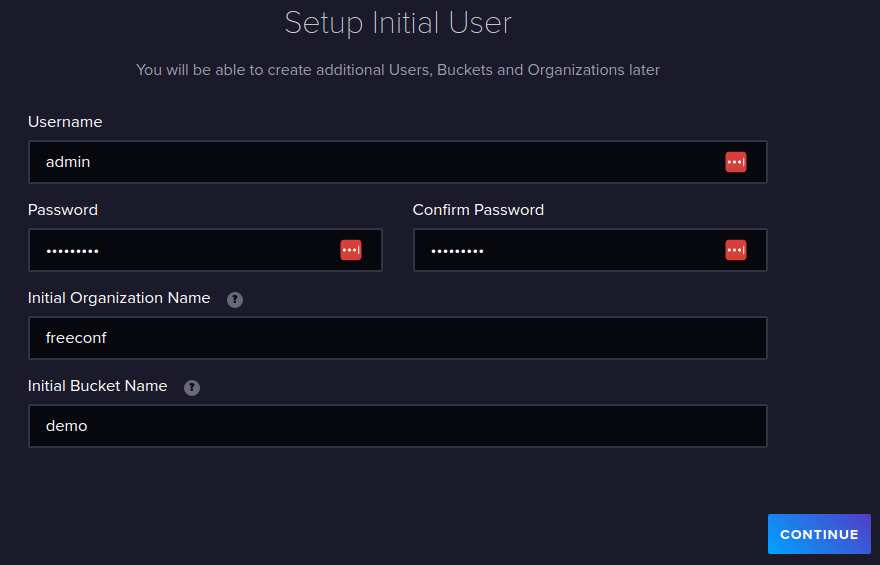 Setup Initial User
You will be able to create additional Users, Buckets and Organizations later
Username
admin
Password Confirm Password
••••••••• •••••••••
Initial Organization Name ?
freeconf
Initial Bucket Name ?
demo
CONTINUE